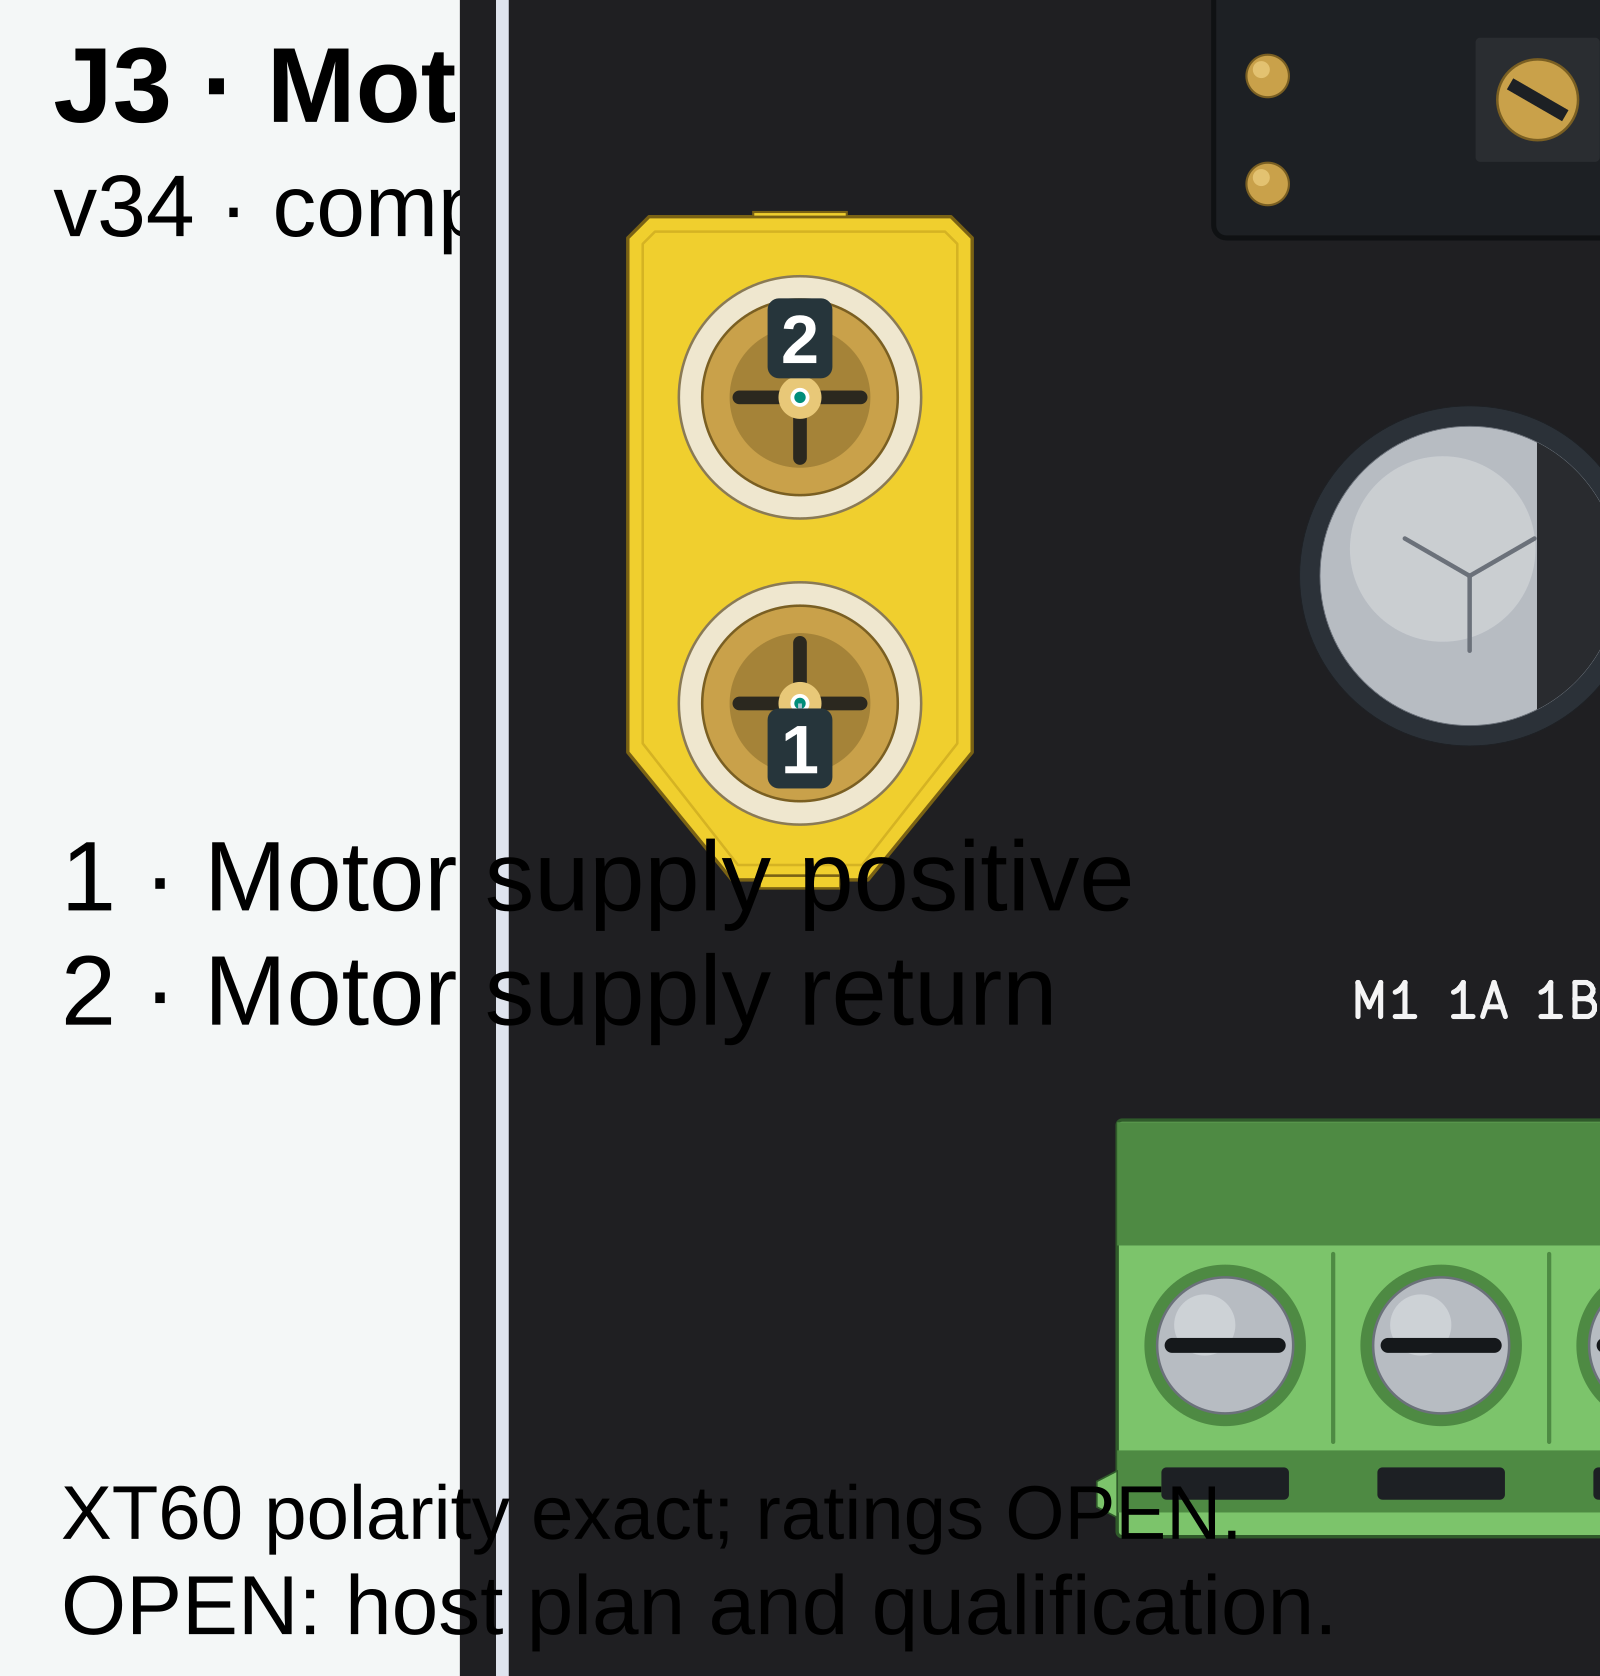 J3 · Mot
v34 · comp
2
1
1 · Motor supply positive
2 · Motor supply return
M1 1A 1B
XT60 polarity exact; ratings OPEN.
OPEN: host plan and qualification.